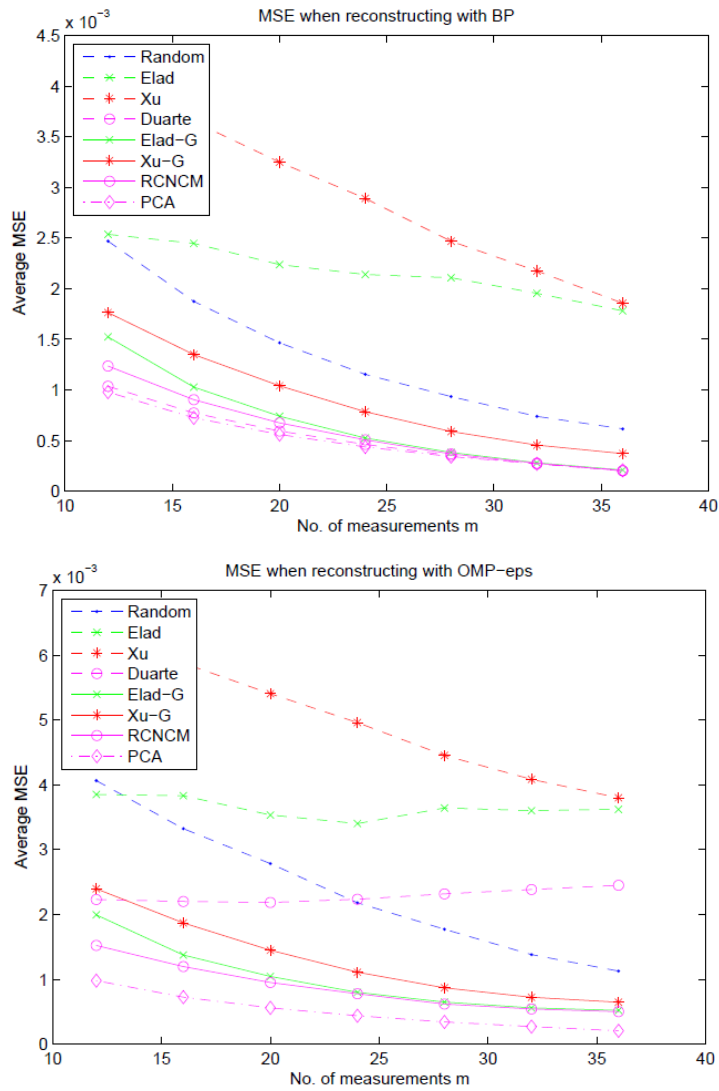 x 10⁻³
MSE when reconstructing with BP
4.5
4
3.5
3
2.5
2
1.5
1
0.5
0
Average MSE
Random
Elad
Xu
Duarte
Elad-G
Xu-G
RCNCM
PCA
10 15 20 25 30 35 40
No. of measurements m
x 10⁻³
MSE when reconstructing with OMP-eps
7
6
5
4
3
2
1
0
Average MSE
Random
Elad
Xu
Duarte
Elad-G
Xu-G
RCNCM
PCA
10 15 20 25 30 35 40
No. of measurements m